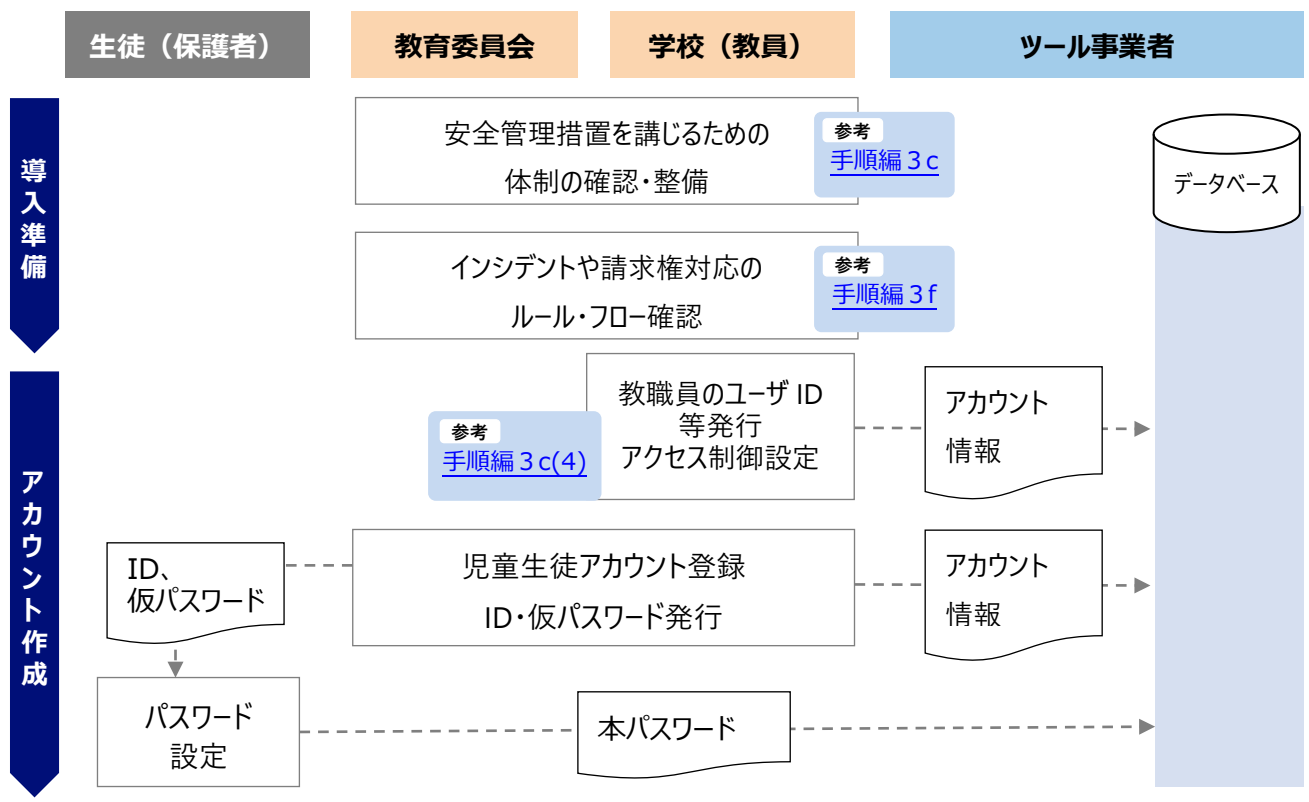 生徒（保護者）
教育委員会
学校（教員）
ツール事業者
導入準備
安全管理措置を講じるための
体制の確認・整備
参考
手順編３c
データベース
インシデントや請求権対応の
ルール・フロー確認
参考
手順編３f
アカウント作成
教職員のユーザ ID
等発行
アクセス制御設定
参考
手順編３c(4)
アカウント
情報
ID、
仮パスワード
児童生徒アカウント登録
ID・仮パスワード発行
アカウント
情報
パスワード
設定
本パスワード